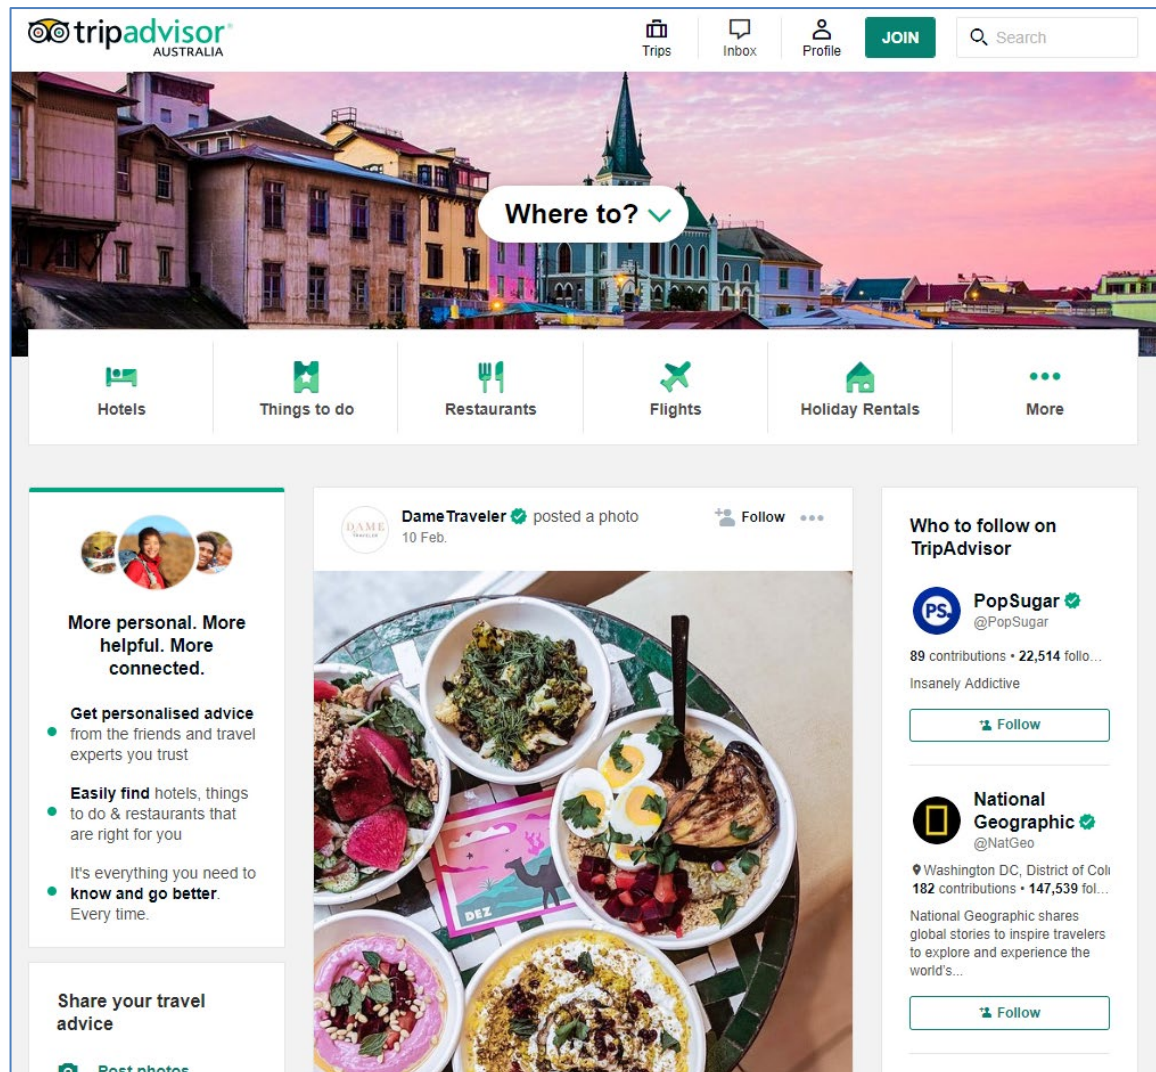 tripadvisor®
AUSTRALIA
Trips
Inbox
Profile
JOIN
Search
Where to?
Hotels
Things to do
Restaurants
Flights
Holiday Rentals
More
More personal. More
helpful. More
connected.
Get personalised advice
from the friends and travel
experts you trust
Easily find hotels, things
to do & restaurants that
are right for you
It's everything you need to
know and go better.
Every time.
Share your travel
advice
Post photos
DAME
TRAVELER
DameTraveler posted a photo
10 Feb.
Follow
DEZ
Who to follow on
TripAdvisor
PS.
PopSugar
@PopSugar
89 contributions • 22,514 follo...
Insanely Addictive
Follow
National
Geographic
@NatGeo
Washington DC, District of Colu
182 contributions • 147,539 fol...
National Geographic shares
global stories to inspire travelers
to explore and experience the
world's...
Follow